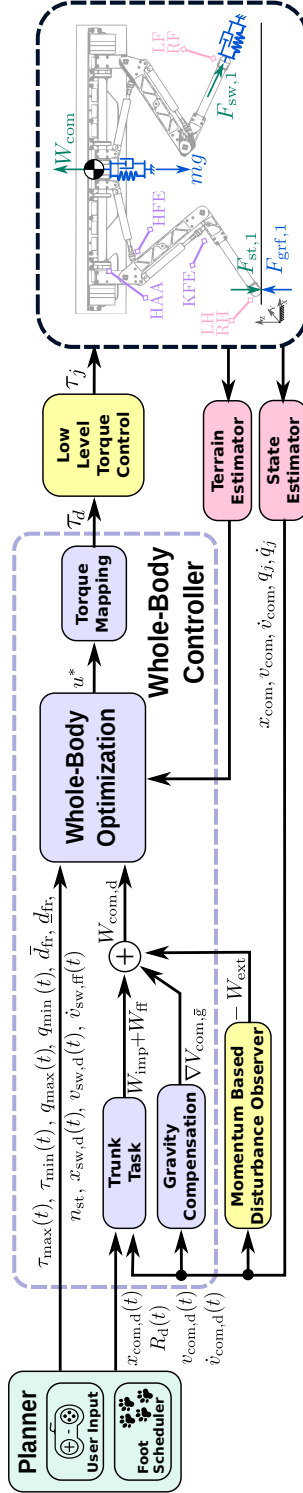 Planner
User Input
Foot
Scheduler
τ_max(t), τ_min(t), q_max(t), q_min(t), d̄_fr, d̲_fr,
n_st, x_sw,d(t), v_sw,d(t), v̇_sw,ff(t)
x_com,d(t)
R_d(t)
v_com,d(t)
v̇_com,d(t)
Trunk
Task
Gravity
Compensation
Momentum Based
Disturbance Observer
W_imp+W_ff
∇V_com,ḡ
− W_ext
+
W_com,d
Whole-Body
Optimization
u*
Torque
Mapping
Whole-Body
Controller
τ_d
Low
Level
Torque
Control
τ_j
Terrain
Estimator
State
Estimator
x_com, v_com, v̇_com, q_j, q̇_j
W_com
mg
LF
RF
F_sw,1
HAA
HFE
KFE
LH
RH
F_st,1
F_grf,1
z
y
x